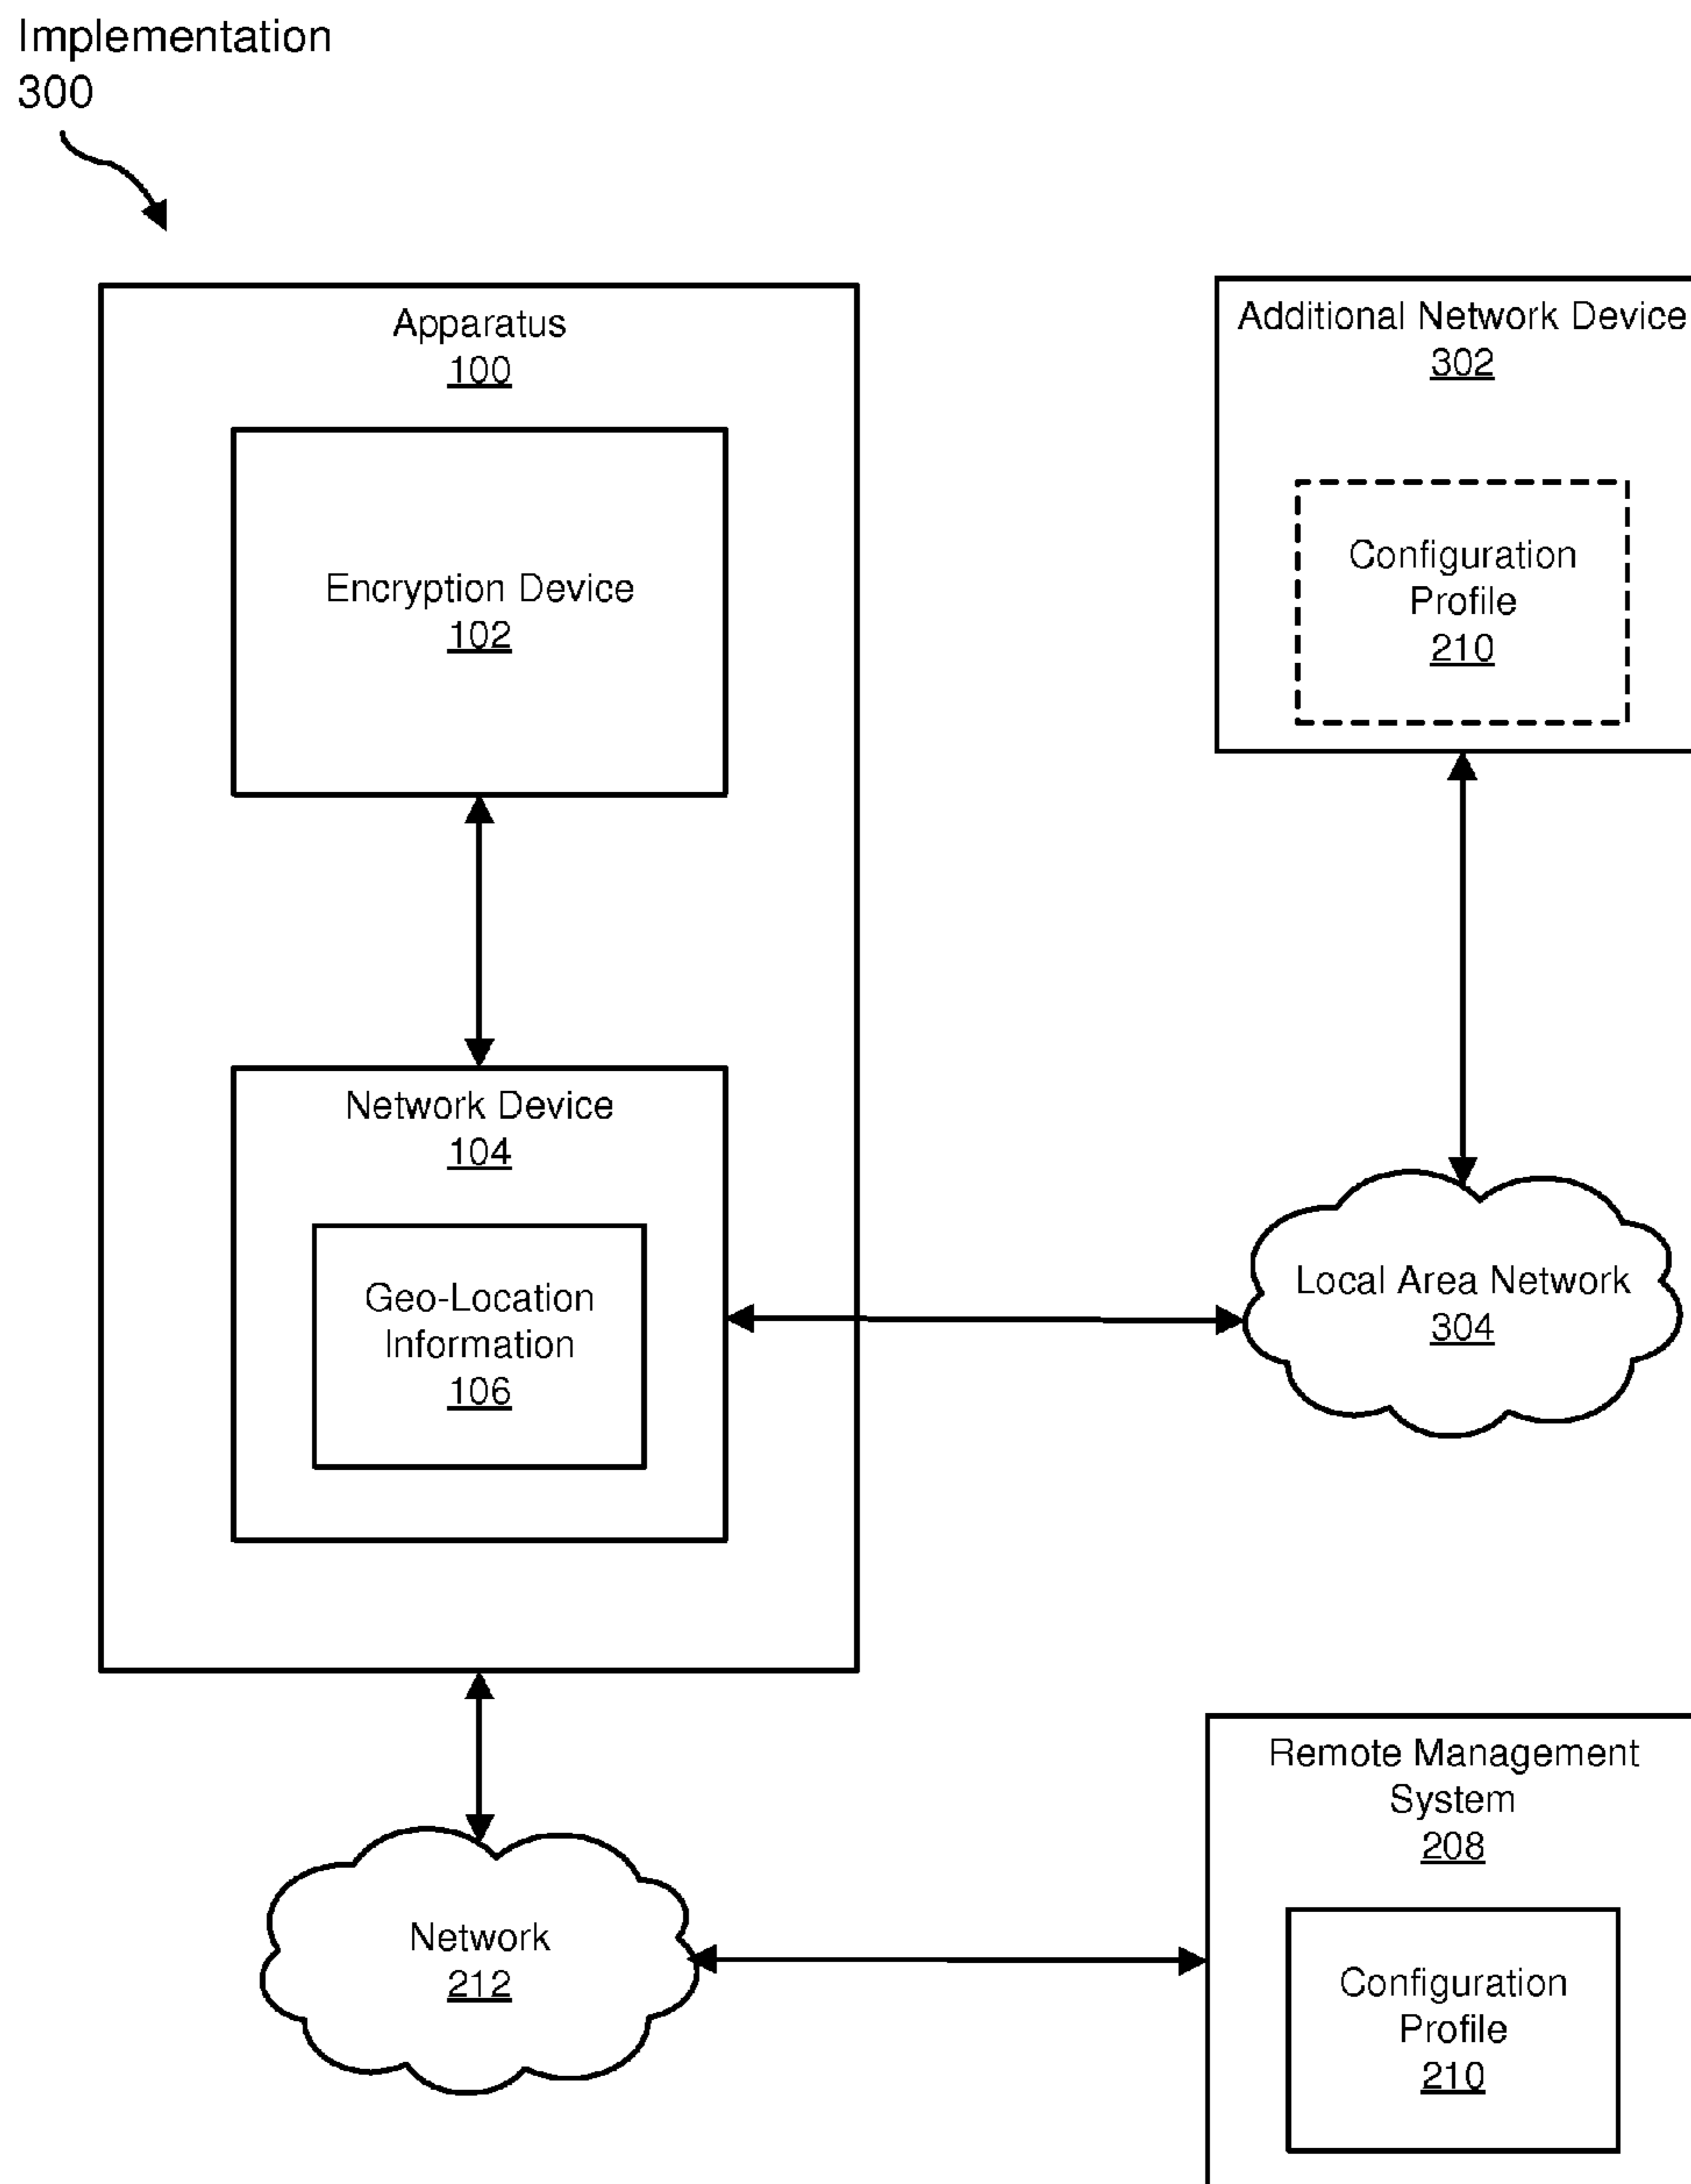 Implementation
300
Apparatus
100
Encryption Device
102
Network Device
104
Geo-Location
Information
106
Additional Network Device
302
Configuration
Profile
210
Local Area Network
304
Network
212
Remote Management
System
208
Configuration
Profile
210